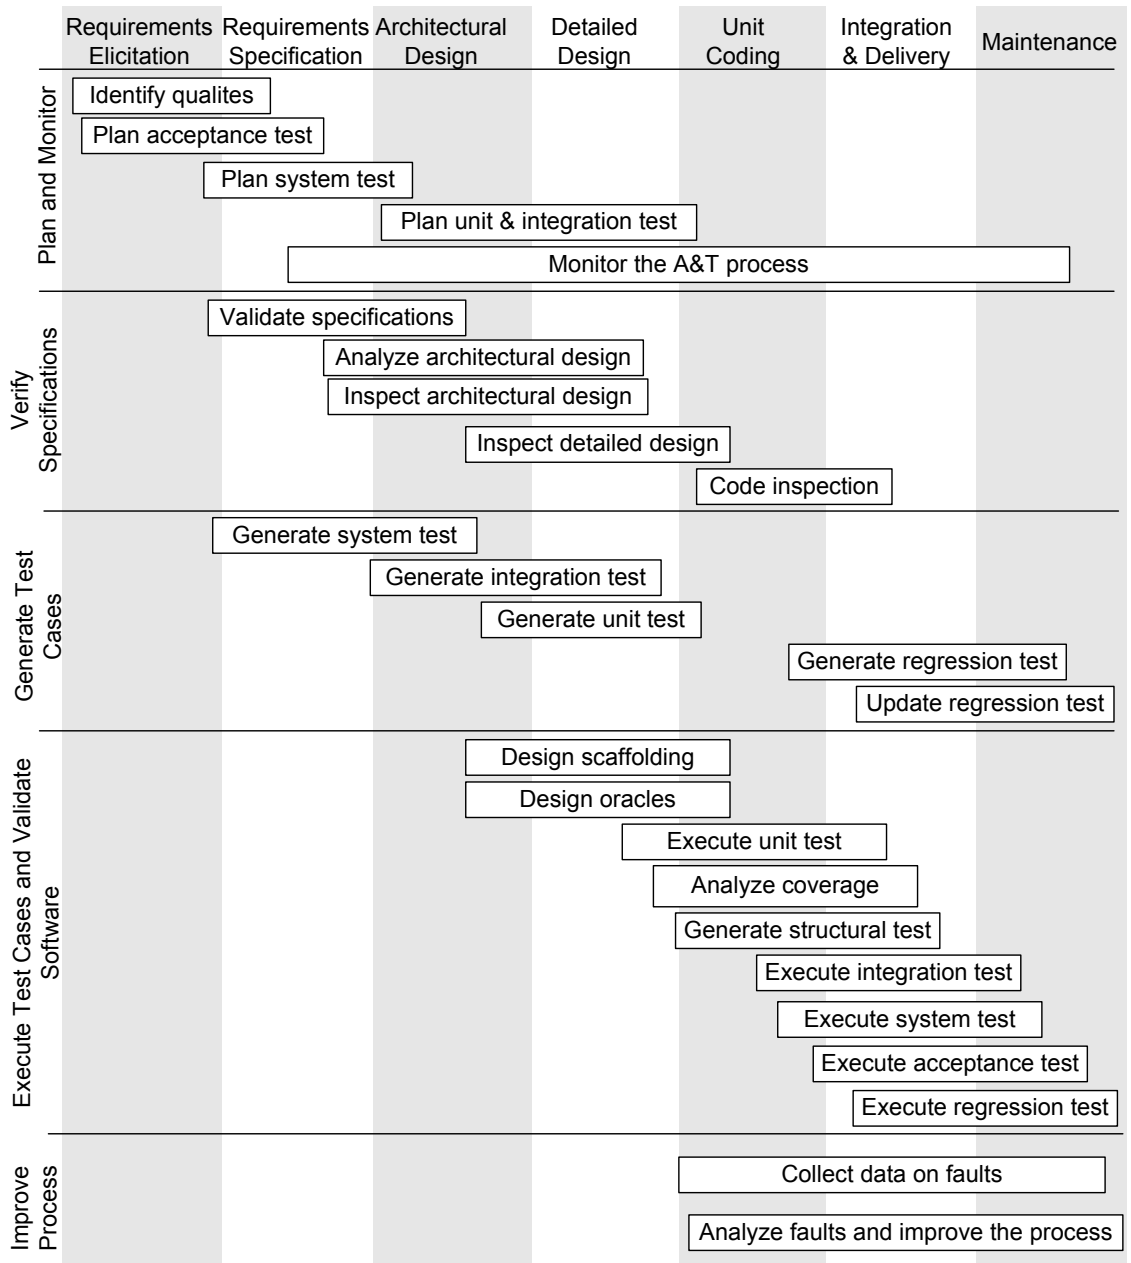 Requirements
Elicitation
Requirements
Specification
Architectural
Design
Detailed
Design
Unit
Coding
Integration
& Delivery
Maintenance
Plan and Monitor
Identify qualites
Plan acceptance test
Plan system test
Plan unit & integration test
Monitor the A&T process
Verify
Specifications
Validate specifications
Analyze architectural design
Inspect architectural design
Inspect detailed design
Code inspection
Generate Test
Cases
Generate system test
Generate integration test
Generate unit test
Generate regression test
Update regression test
Execute Test Cases and Validate
Software
Design scaffolding
Design oracles
Execute unit test
Analyze coverage
Generate structural test
Execute integration test
Execute system test
Execute acceptance test
Execute regression test
Improve
Process
Collect data on faults
Analyze faults and improve the process